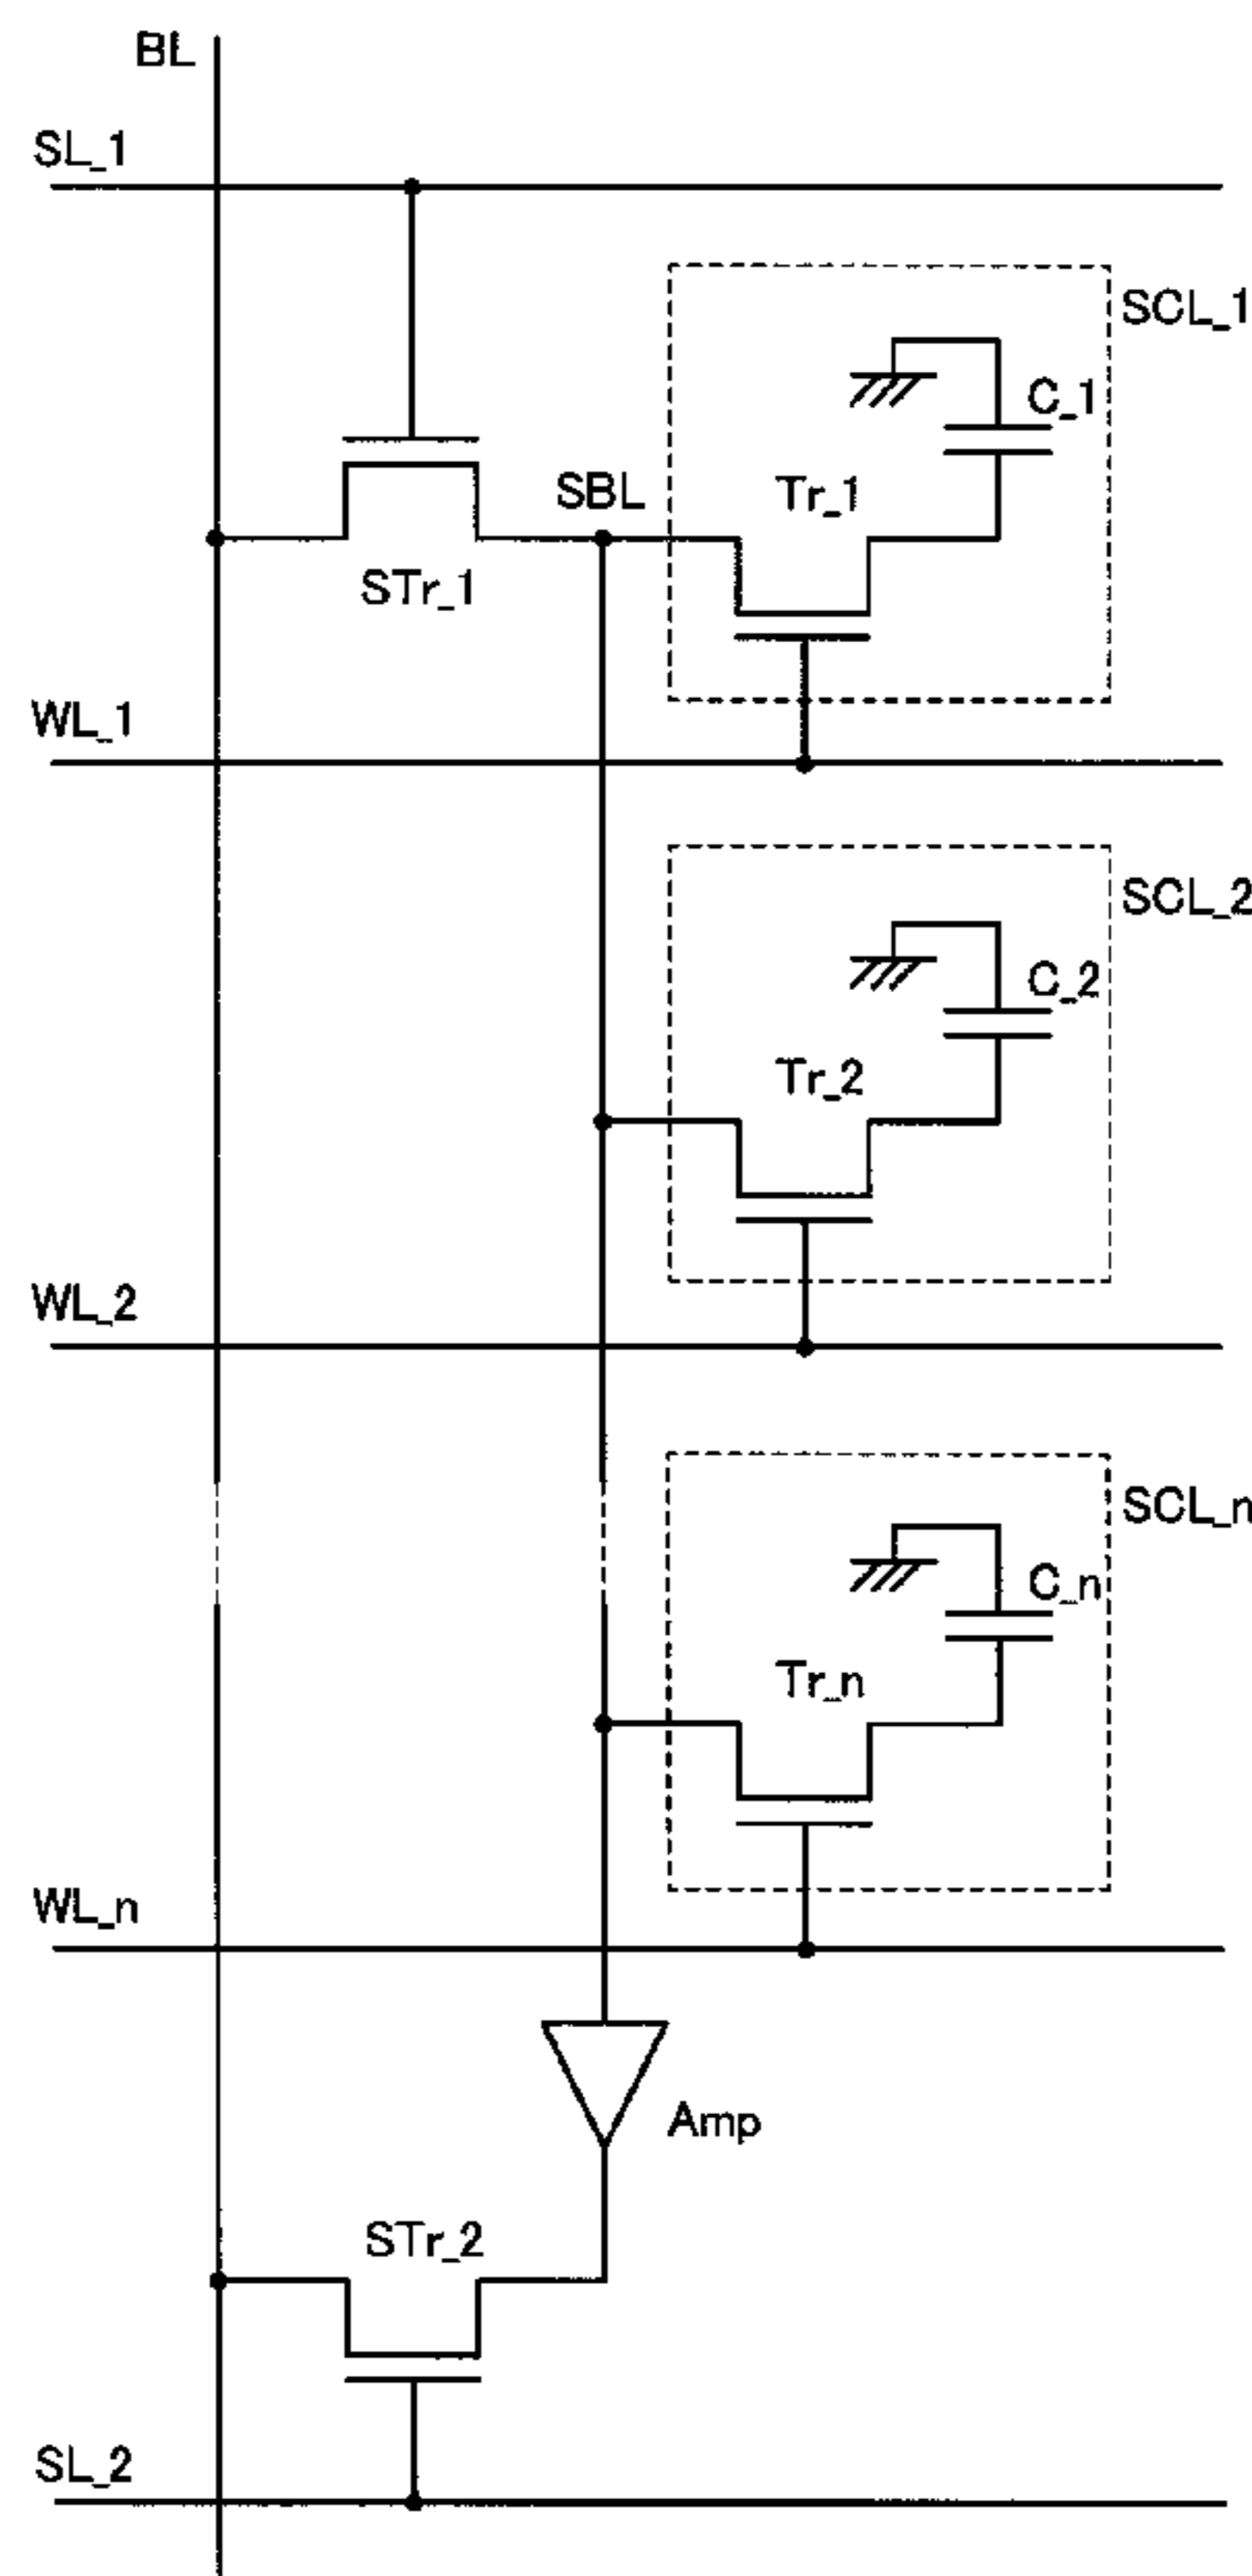 BL
SL_1
SCL_1
C_1
Tr_1
SBL
STr_1
WL_1
SCL_2
C_2
Tr_2
WL_2
SCL_n
C_n
Tr_n
WL_n
Amp
STr_2
SL_2